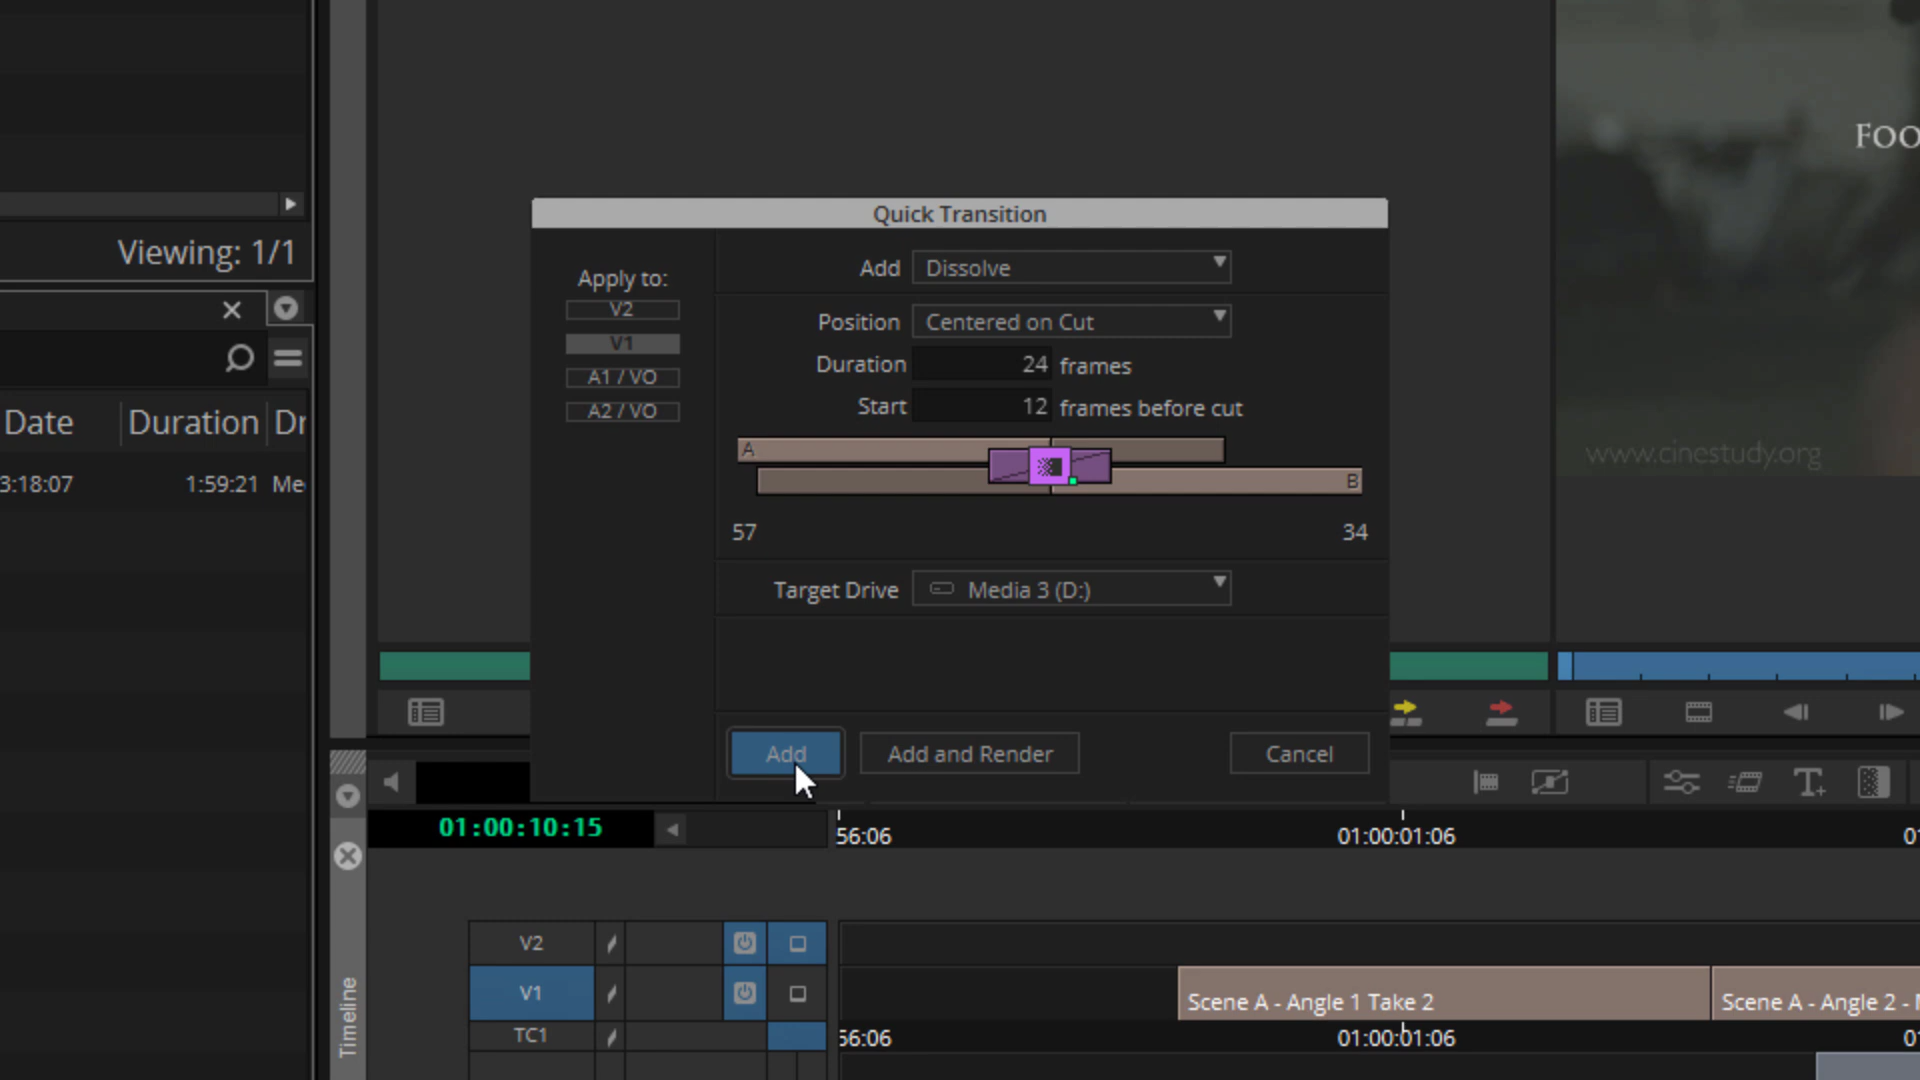 Viewing: 1/1
Date
Duration
3:18:07
1:59:21
Quick Transition
Apply to:
V2
V1
A1 / VO
A2 / VO
Add
Dissolve
Position
Centered on Cut
Duration
24
frames
Start
12
frames before cut
A
B
57
34
Target Drive
Media 3 (D:)
Add
Add and Render
Cancel
www.cinestudy.org
01:00:10:15
56:06
01:00:01:06
V2
V1
Scene A - Angle 1 Take 2
Scene A - Angle 2 -
TC1
56:06
01:00:01:06
Timeline